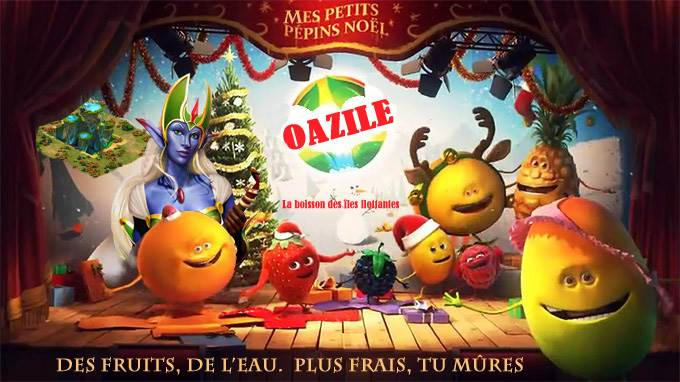 MES PETITS
PÉPINS NOËL
OAZILE
La boisson des îles flottantes
DES FRUITS, DE L'EAU. PLUS FRAIS, TU MÛRES